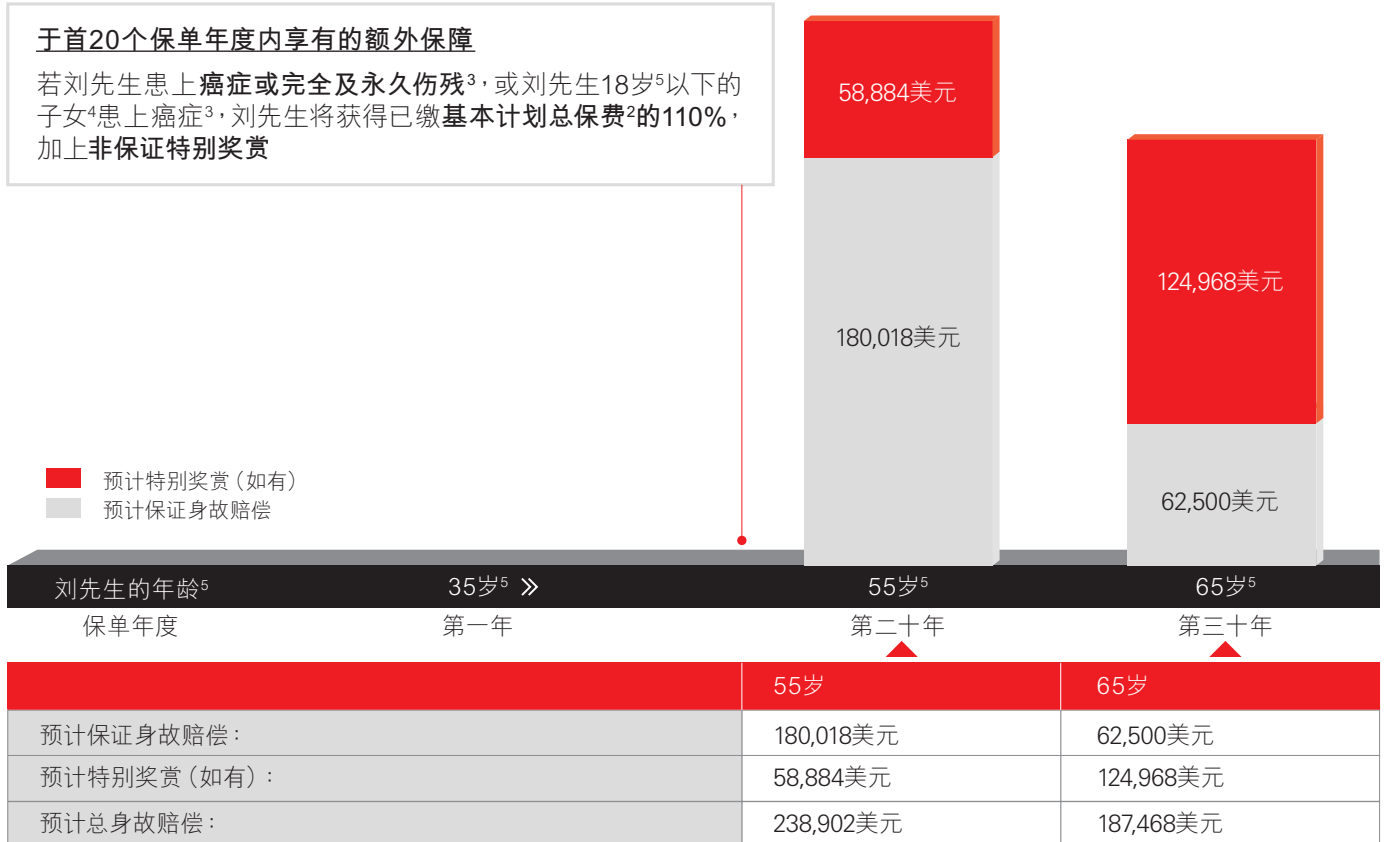 于首20个保单年度内享有的额外保障
若刘先生患上癌症或完全及永久伤残3，或刘先生18岁5以下的
子女4患上癌症3，刘先生将获得已缴基本计划总保费2的110%，
加上非保证特别奖赏
58,884美元
180,018美元
124,968美元
62,500美元
预计特别奖赏（如有）
预计保证身故赔偿
刘先生的年龄5 35岁5 55岁5 65岁5
保单年度 第一年 第二十年 第三十年
55岁 65岁
预计保证身故赔偿： 180,018美元 62,500美元
预计特别奖赏（如有）： 58,884美元 124,968美元
预计总身故赔偿： 238,902美元 187,468美元